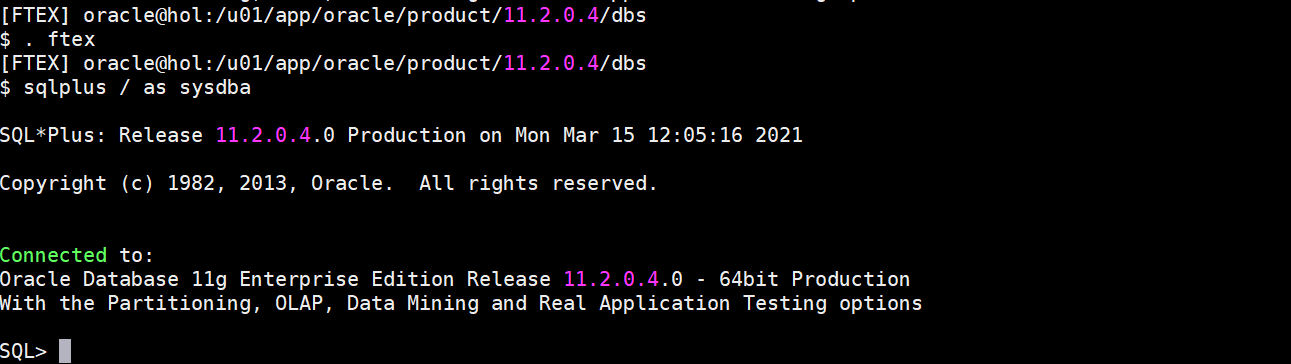 [FTEX] oracle@hol:/u01/app/oracle/product/11.2.0.4/dbs
$ . ftex
[FTEX] oracle@hol:/u01/app/oracle/product/11.2.0.4/dbs
$ sqlplus / as sysdba
SQL*Plus: Release 11.2.0.4.0 Production on Mon Mar 15 12:05:16 2021
Copyright (c) 1982, 2013, Oracle.  All rights reserved.
Connected to:
Oracle Database 11g Enterprise Edition Release 11.2.0.4.0 - 64bit Production
With the Partitioning, OLAP, Data Mining and Real Application Testing options
SQL>